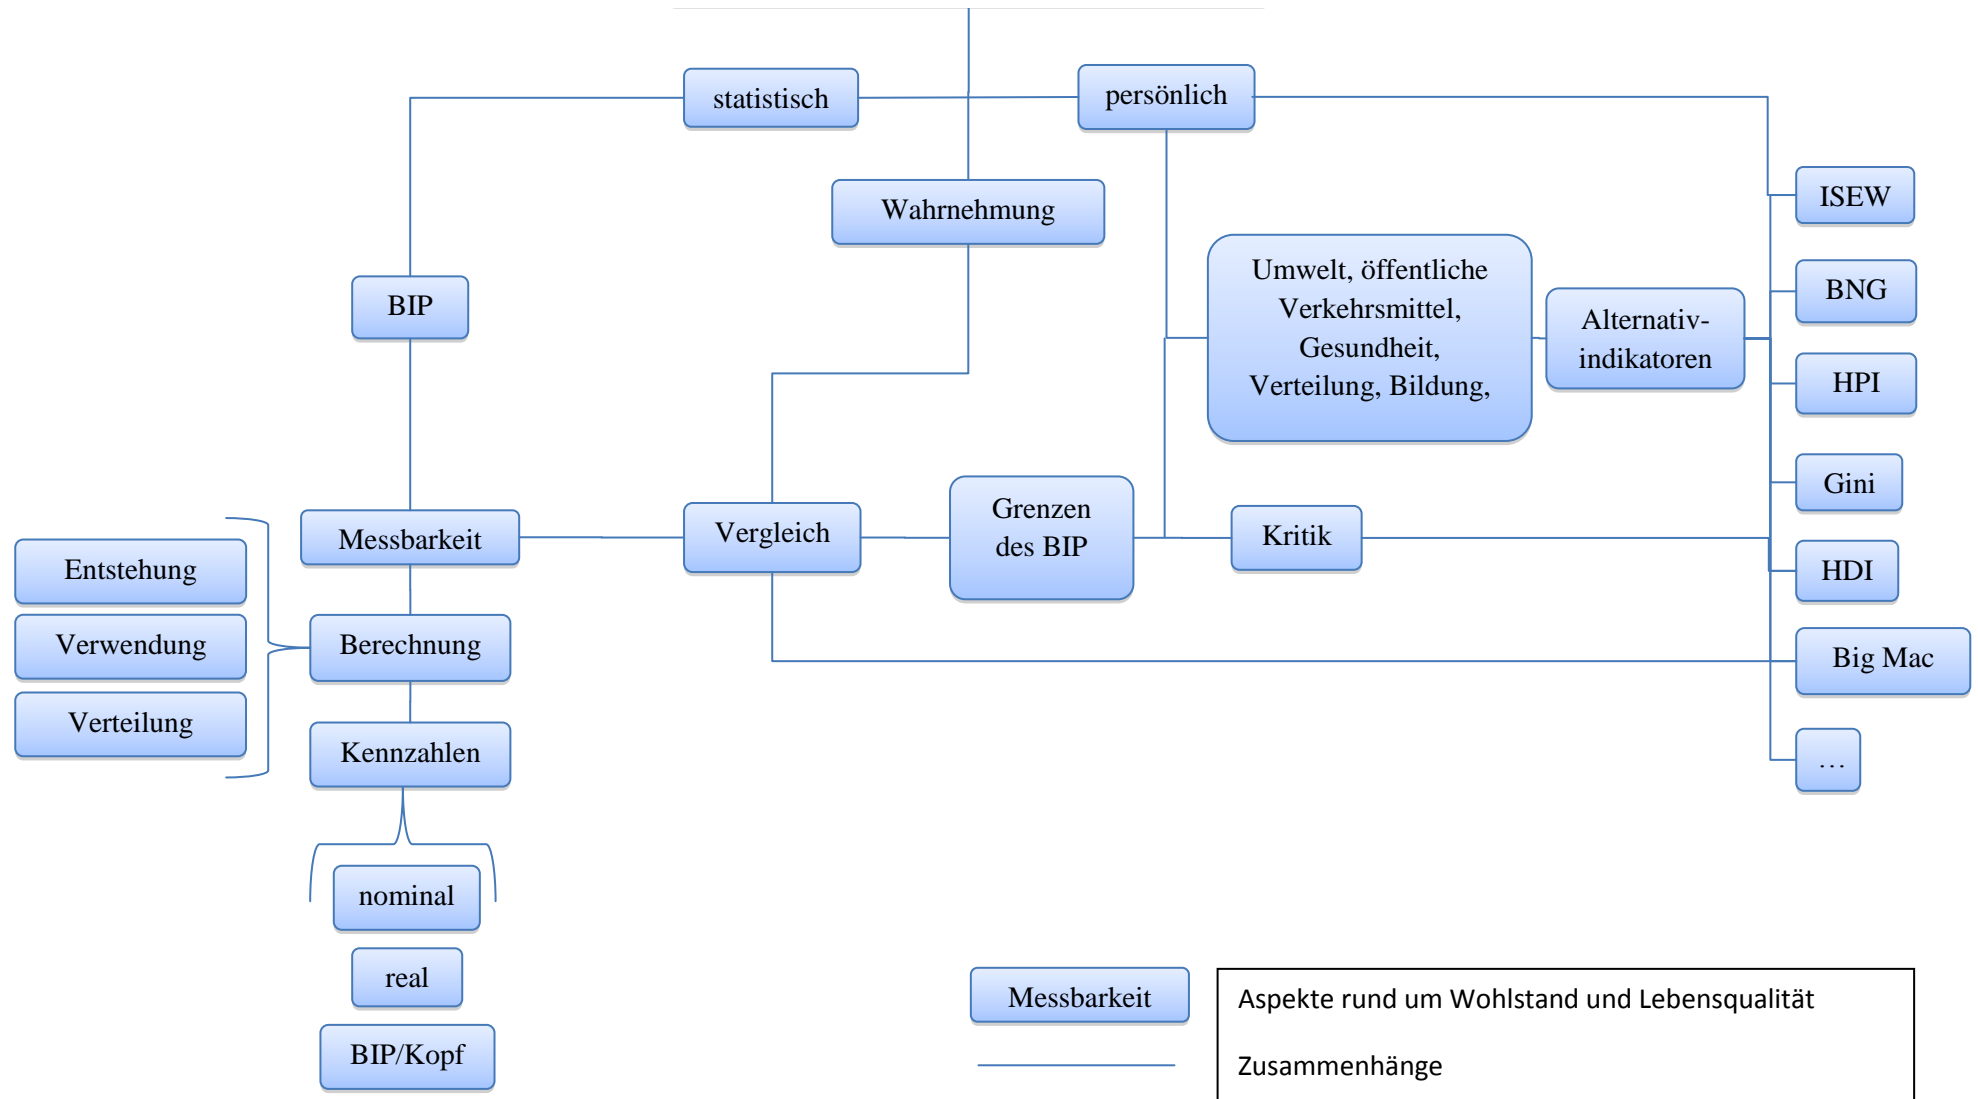 statistisch
persönlich
Wahrnehmung
ISEW
BIP
Umwelt, öffentliche
Verkehrsmittel,
Gesundheit,
Verteilung, Bildung,
Alternativ-
indikatoren
BNG
HPI
Gini
Messbarkeit
Vergleich
Grenzen
des BIP
Kritik
HDI
Entstehung
Verwendung
Verteilung
Berechnung
Big Mac
Kennzahlen
…
nominal
real
BIP/Kopf
Messbarkeit
Aspekte rund um Wohlstand und Lebensqualität
Zusammenhänge